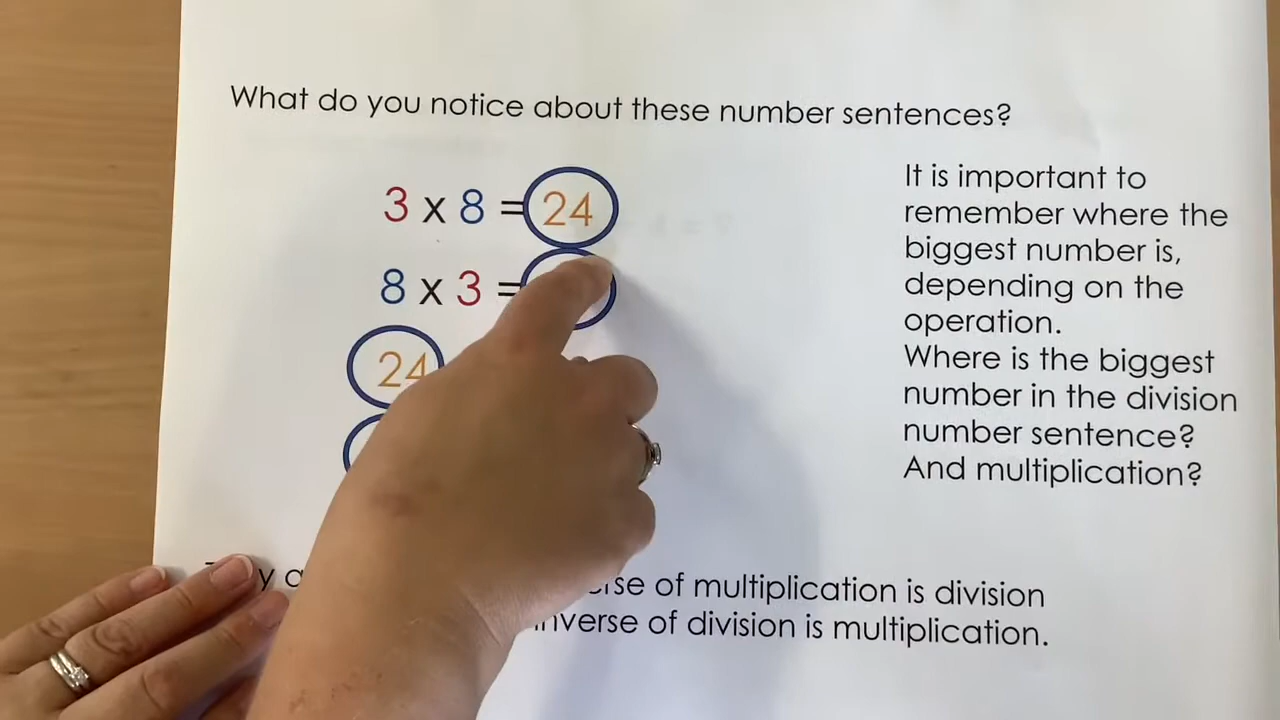 What do you notice about these number sentences?
3 x 8 = 24
8 x 3 =
24
It is important to
remember where the
biggest number is,
depending on the
operation.
Where is the biggest
number in the division
number sentence?
And multiplication?
of multiplication is division
of division is multiplication.